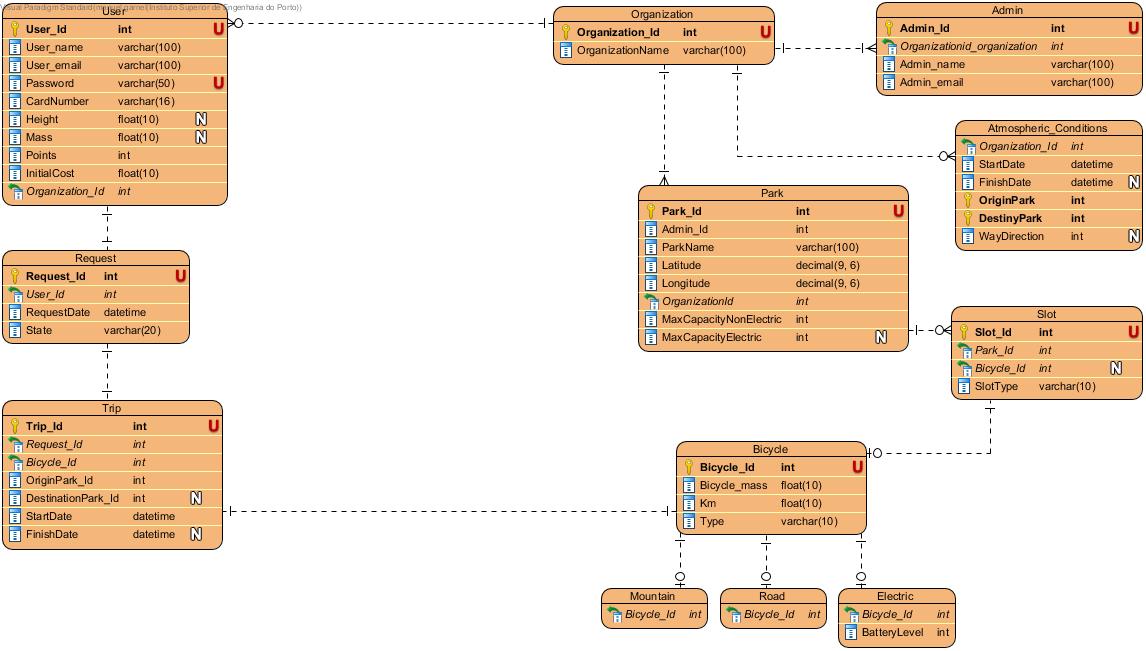 Visual Paradigm Standard(manuel gamel(Instituto Superior de Engenharia do Porto))
User
User_Id int U
User_name varchar(100)
User_email varchar(100)
Password varchar(50) U
CardNumber varchar(16)
Height float(10) N
Mass float(10) N
Points int
InitialCost float(10)
Organization_Id int
Organization
Organization_Id int U
OrganizationName varchar(100)
Admin
Admin_Id int U
Organizationid_organization int
Admin_name varchar(100)
Admin_email varchar(100)
Atmospheric_Conditions
Organization_Id int
StartDate datetime
FinishDate datetime N
OriginPark int
DestinyPark int
WayDirection int N
Park
Park_Id int U
Admin_Id int
ParkName varchar(100)
Latitude decimal(9, 6)
Longitude decimal(9, 6)
OrganizationId int
MaxCapacityNonElectric int
MaxCapacityElectric int N
Request
Request_Id int U
User_Id int
RequestDate datetime
State varchar(20)
Slot
Slot_Id int U
Park_Id int
Bicycle_Id int N
SlotType varchar(10)
Trip
Trip_Id int U
Request_Id int
Bicycle_Id int
OriginPark_Id int
DestinationPark_Id int N
StartDate datetime
FinishDate datetime N
Bicycle
Bicycle_Id int U
Bicycle_mass float(10)
Km float(10)
Type varchar(10)
Mountain
Bicycle_Id int
Road
Bicycle_Id int
Electric
Bicycle_Id int
BatteryLevel int